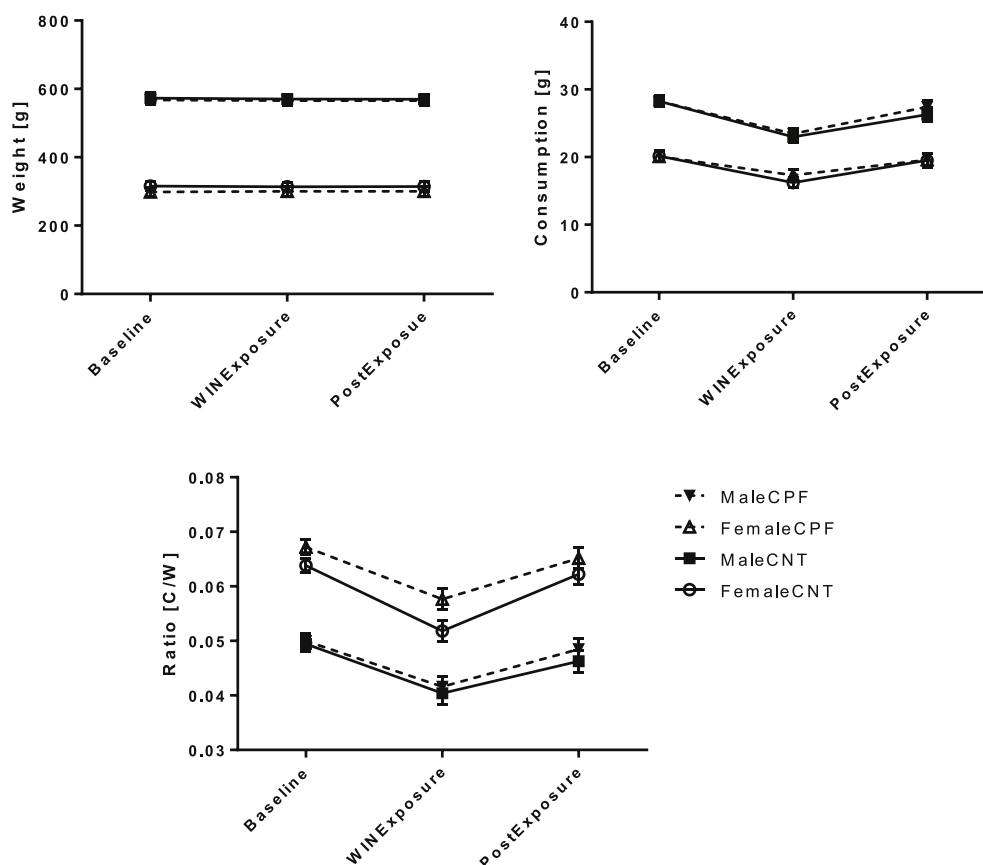 800
600
400
200
0
Weight [g]
Baseline
WINExposure
PostExposue
40
30
20
10
0
Consumption [g]
Baseline
WINExposure
PostExposure
0.08
0.07
0.06
0.05
0.04
0.03
Ratio [C/W]
Baseline
WINExposure
PostExposure
MaleCPF
FemaleCPF
MaleCNT
FemaleCNT